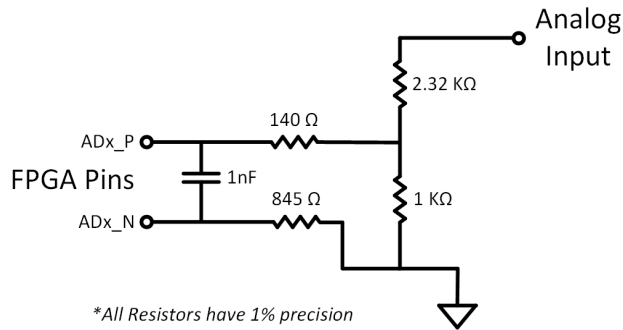 Analog
Input
2.32 KΩ
140 Ω
ADx_P
FPGA Pins
1nF
845 Ω
1 KΩ
ADx_N
*All Resistors have 1% precision